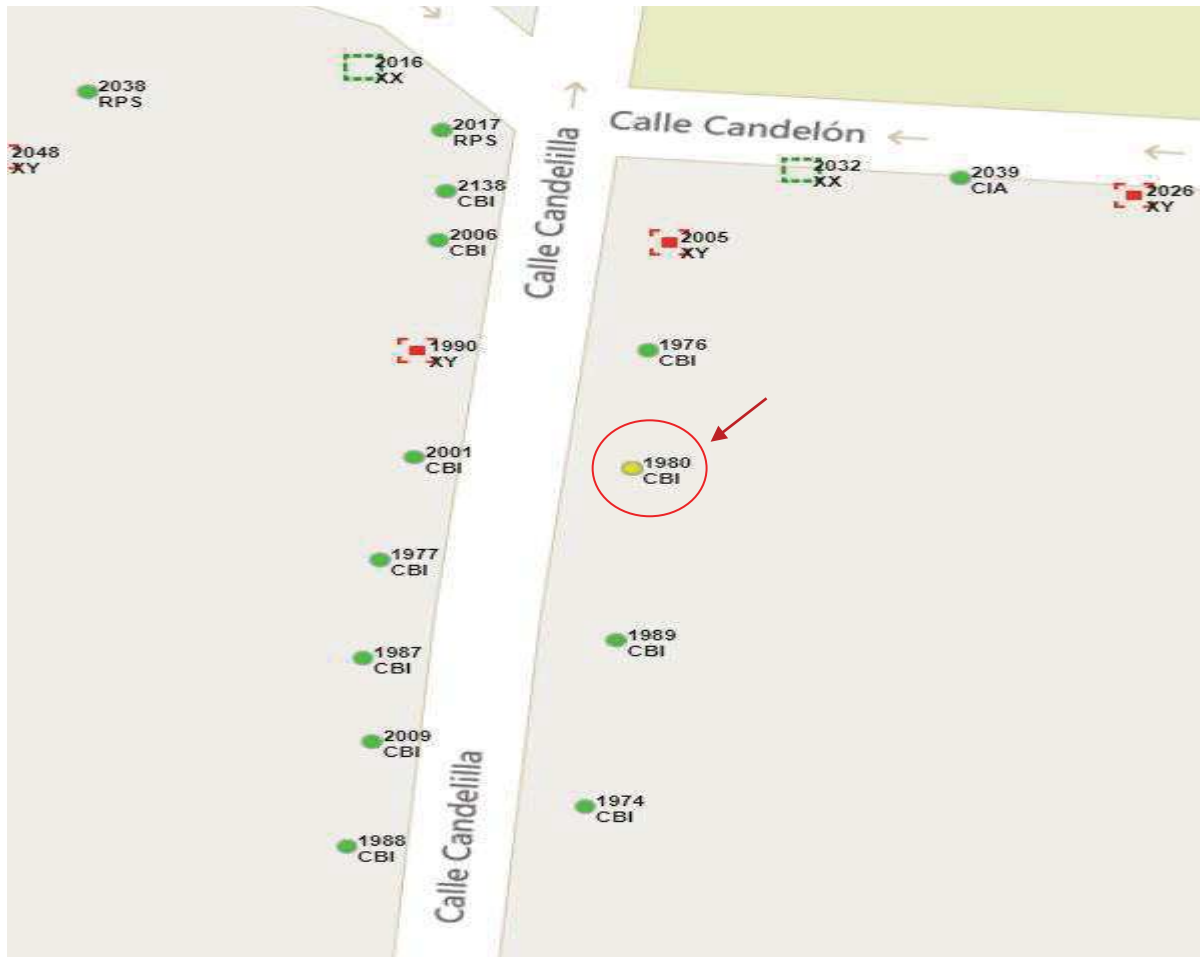 2016
XX
2038
RPS
2017
RPS
Calle Candelón
2048
XY
2032
XX
2039
CIA
2138
CBI
2026
XY
Calle Candelilla
2006
CBI
2005
XY
1990
XY
1976
CBI
2001
CBI
1980
CBI
1977
CBI
1989
CBI
1987
CBI
2009
CBI
Calle Candelilla
1974
CBI
1988
CBI